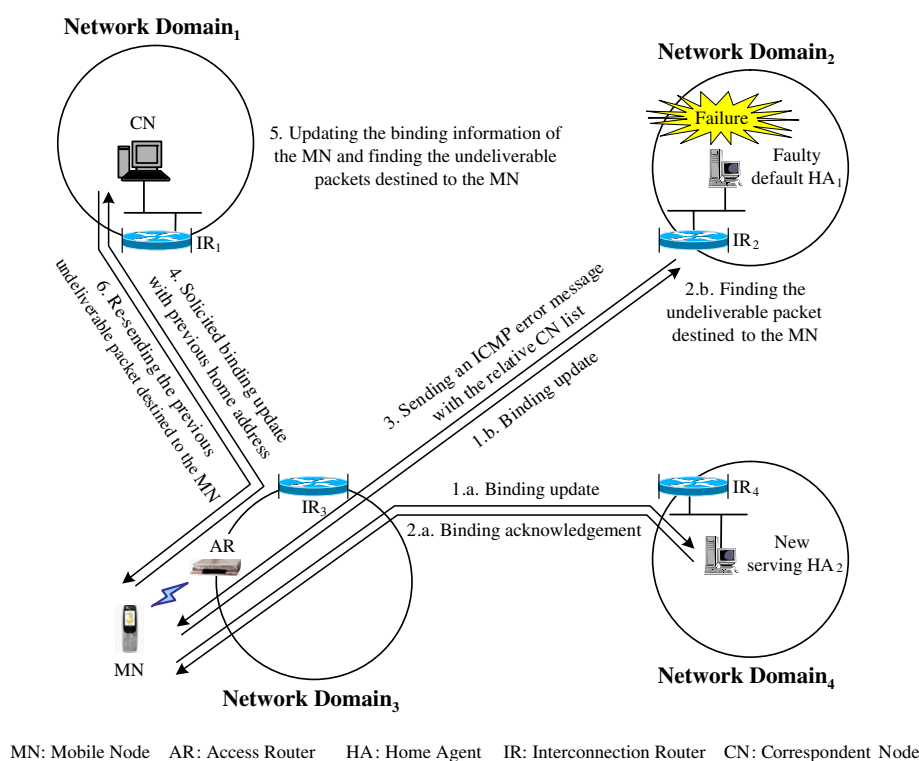 Network Domain1
Network Domain2
CN
5. Updating the binding information of
the MN and finding the undeliverable
packets destined to the MN
Failure
Faulty
default HA1
IR1
IR2
2.b. Finding the
undeliverable packet
destined to the MN
4. Solicited binding update
with previous home address
6. Re-sending the previous
undeliverable packet destined to the MN
3. Sending an ICMP error message
with the relative CN list
1.b. Binding update
IR3
1.a. Binding update
2.a. Binding acknowledgement
IR4
New
serving HA2
AR
MN
Network Domain3
Network Domain4
MN: Mobile Node AR: Access Router HA: Home Agent IR: Interconnection Router CN: Correspondent Node